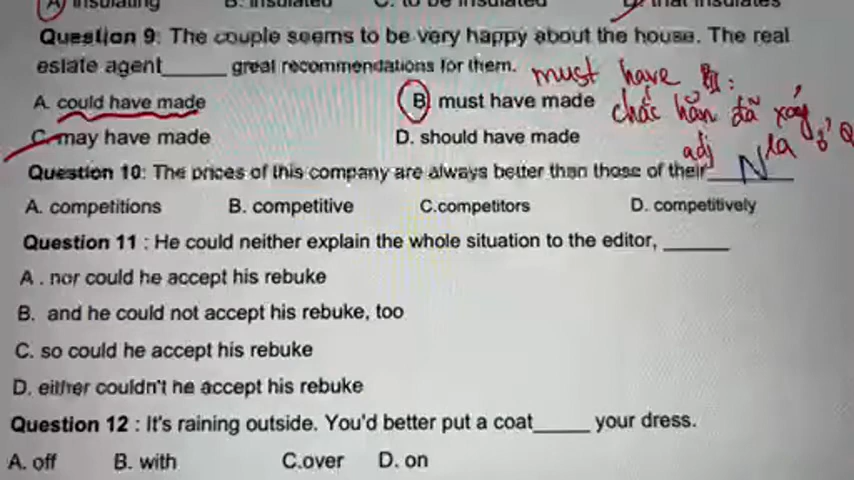 A insulating B. insulated C. to be insulated D. that insulates
Question 9: The couple seems to be very happy about the house. The real
eslate agent______ great recommendations for them. must have
A. could have made B must have made chắc hẳn đã xảy
C. may have made D. should have made ra ở Q
adj
Question 10: The prices of this company are always better than those of their________ N
A. competitions B. competitive C.competitors D. competitively
Question 11 : He could neither explain the whole situation to the editor, ______
A . nor could he accept his rebuke
B. and he could not accept his rebuke, too
C. so could he accept his rebuke
D. either couldn't he accept his rebuke
Question 12 : It's raining outside. You'd better put a coat_____ your dress.
A. off B. with C.over D. on